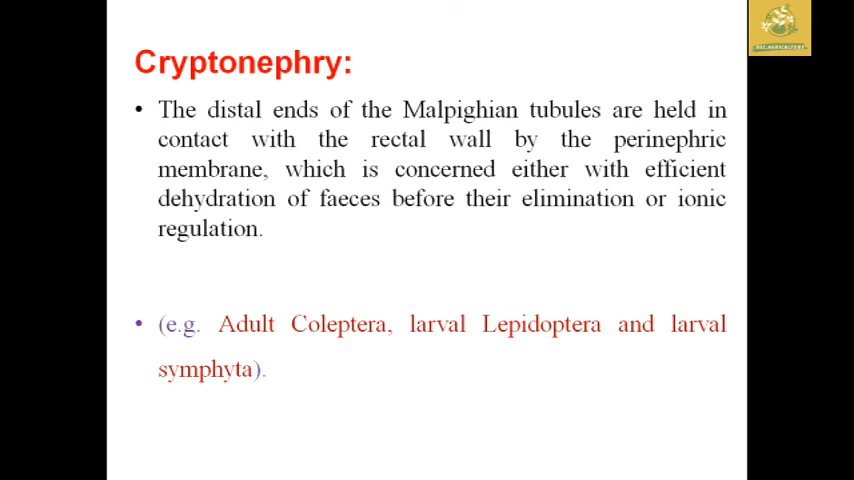 Cryptonephry:
• The distal ends of the Malpighian tubules are held in
contact with the rectal wall by the perinephric
membrane, which is concerned either with efficient
dehydration of faeces before their elimination or ionic
regulation.
• (e.g. Adult Coleptera, larval Lepidoptera and larval
symphyta).